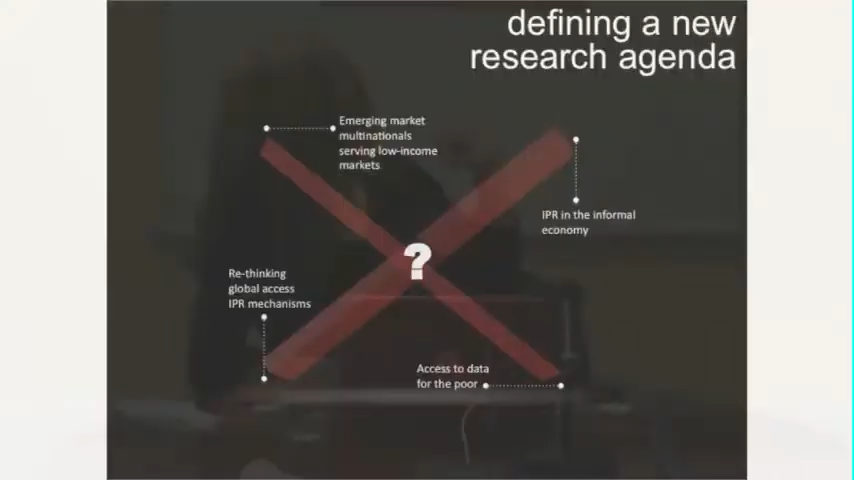 defining a new
research agenda
Emerging market
multinationals
serving low-income
markets
IPR in the informal
economy
?
Re-thinking
global access
IPR mechanisms
Access to data
for the poor